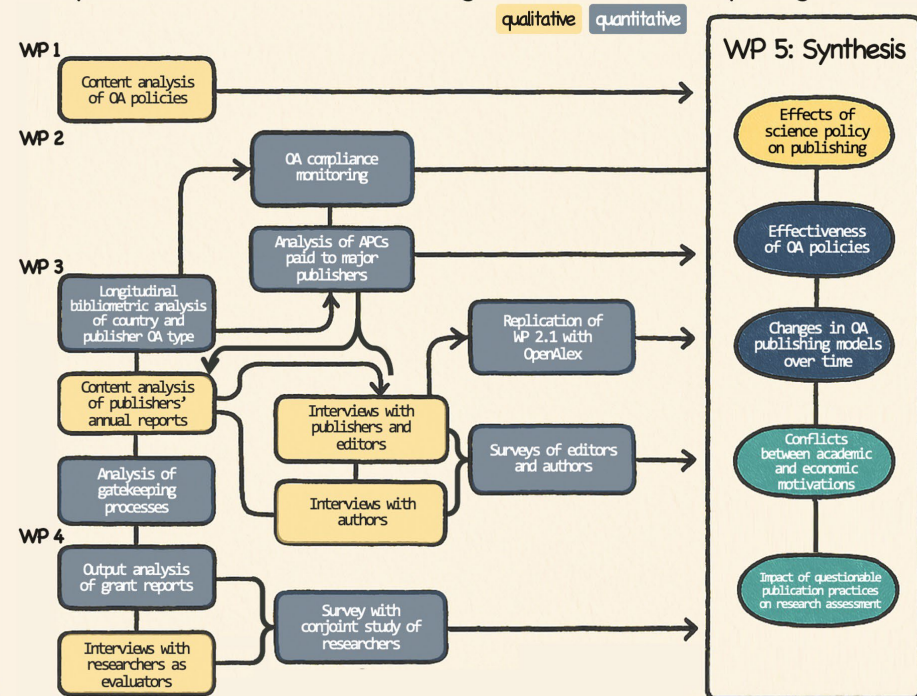 qualitative quantitative
WP 1
Content analysis
of OA policies
WP 2
OA compliance
monitoring
Analysis of APCs
paid to major
publishers
WP 3
Longitudinal
bibliometric analysis
of country and
publisher OA type
Replication of
WP 2.1 with
OpenAlex
Content analysis
of publishers'
annual reports
Interviews with
publishers and
editors
Surveys of editors
and authors
Analysis of
gatekeeping
processes
Interviews with
authors
WP 4
Output analysis
of grant reports
Survey with
conjoint study of
researchers
Interviews with
researchers as
evaluators
WP 5: Synthesis
Effects of
science policy
on publishing
Effectiveness
of OA policies
Changes in OA
publishing models
over time
Conflicts
between academic
and economic
motivations
Impact of questionable
publication practices
on research assessment